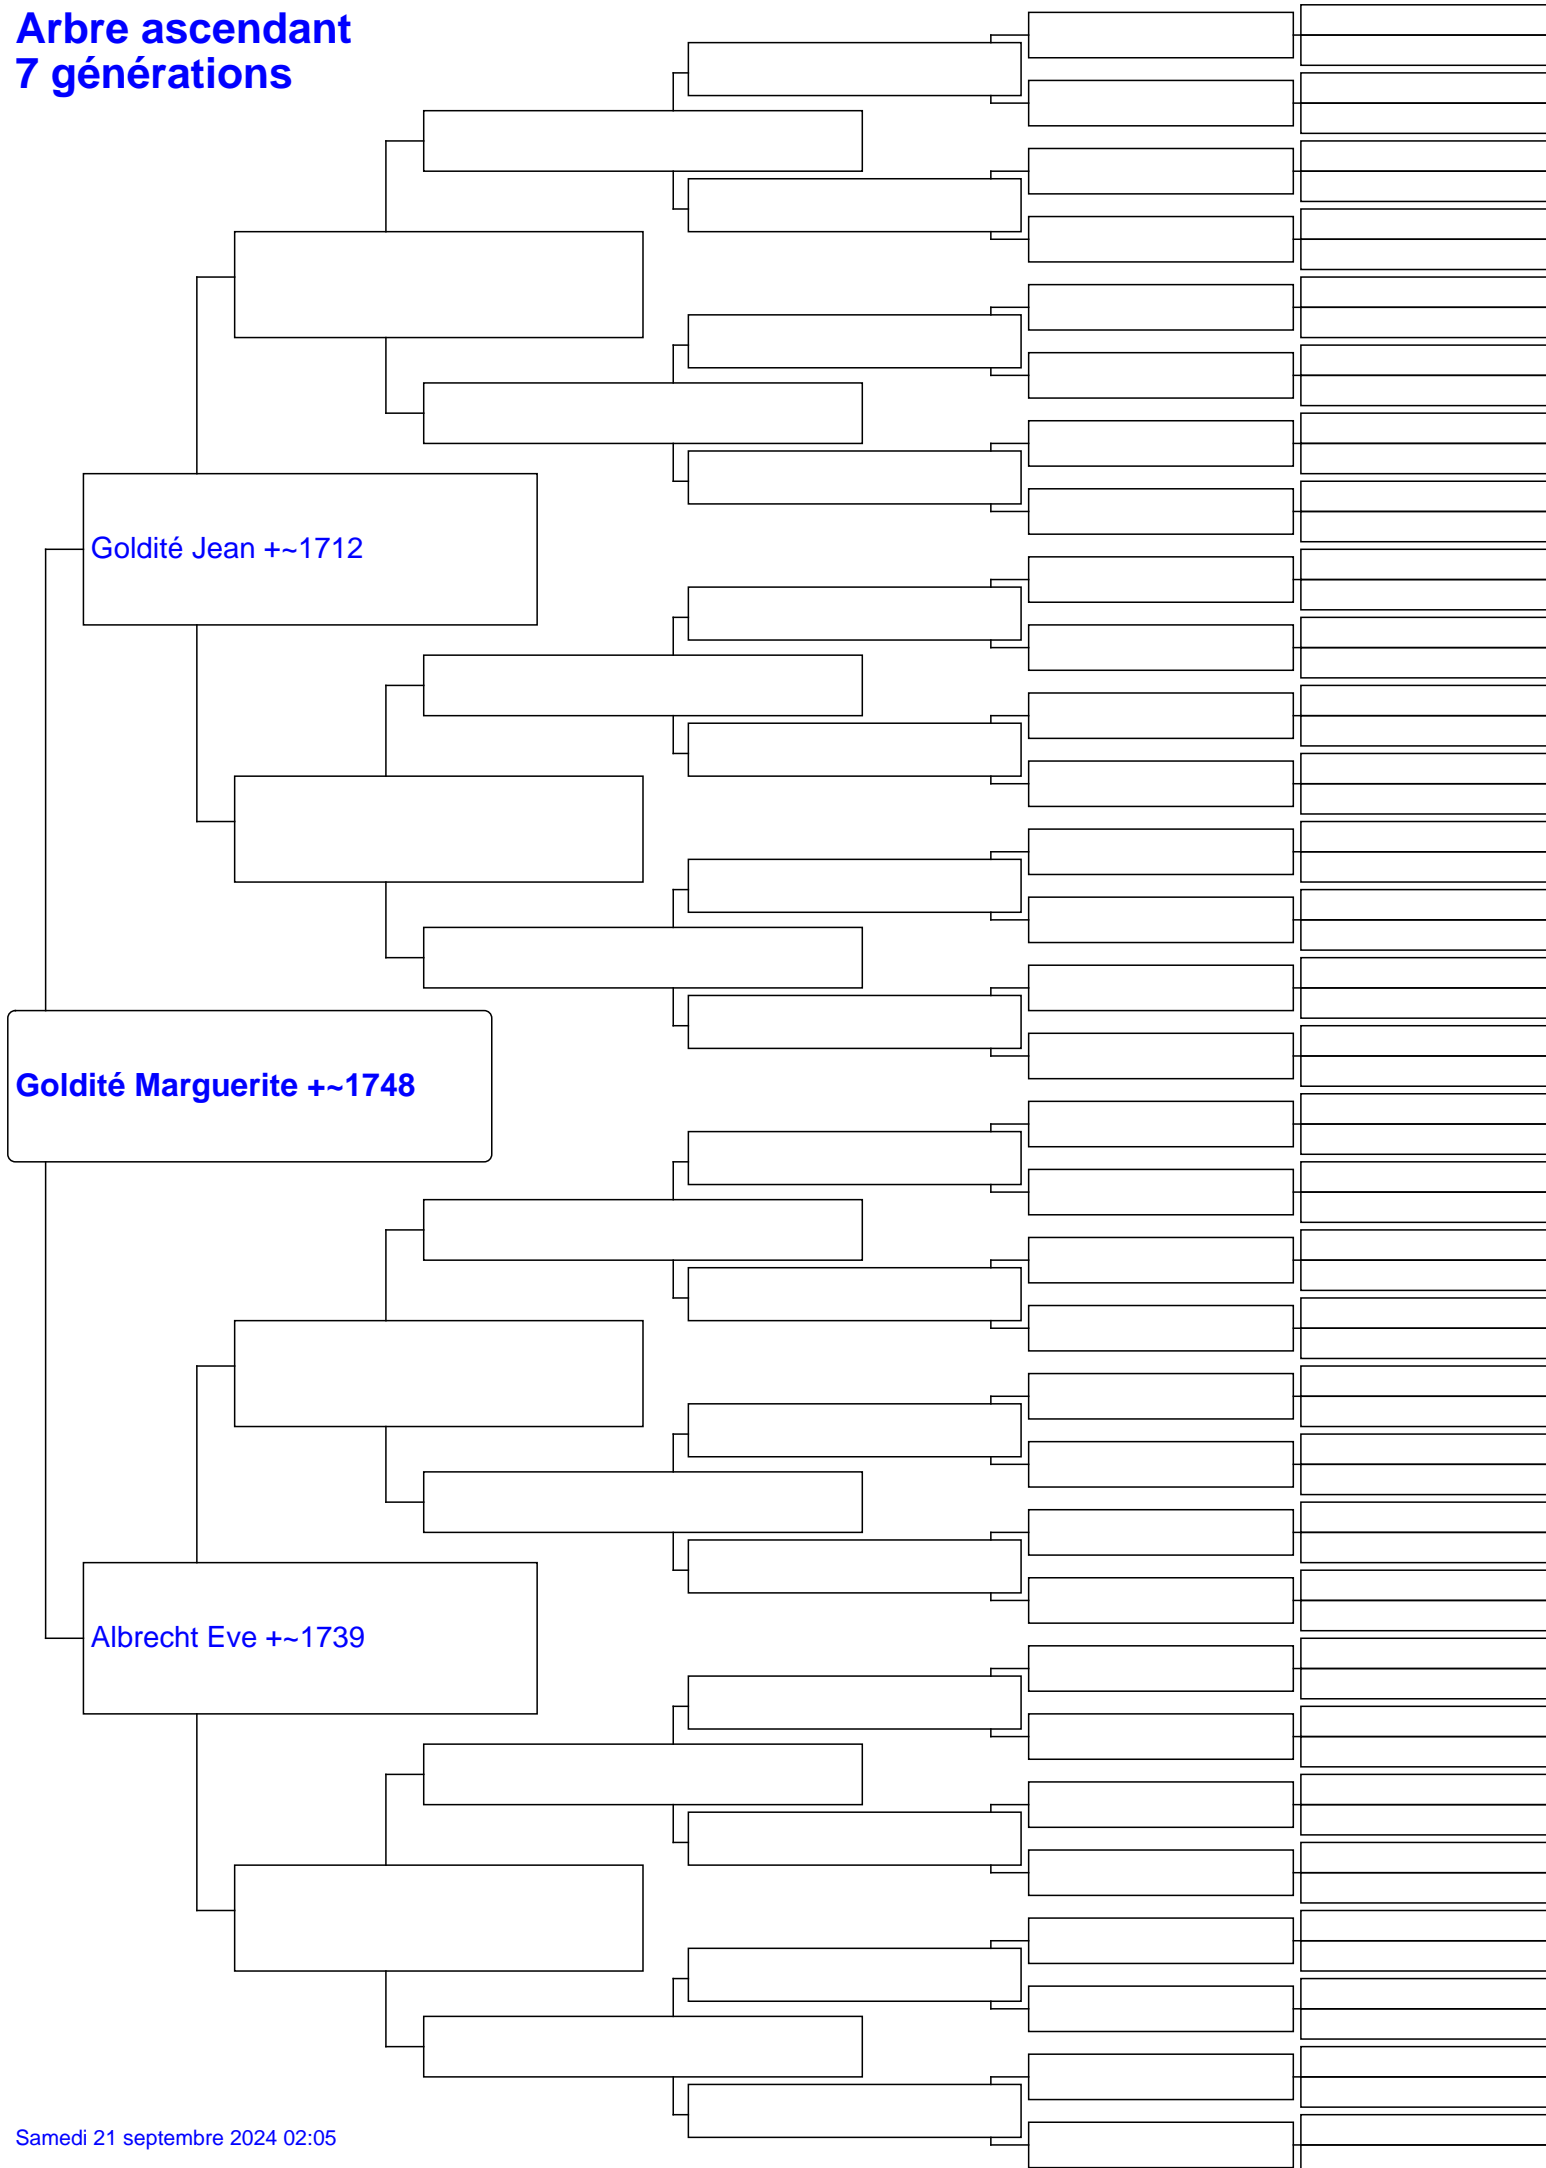 Arbre ascendant
7 générations
Goldité Jean +~1712
Goldité Marguerite +~1748
Albrecht Eve +~1739
Samedi 21 septembre 2024 02:05